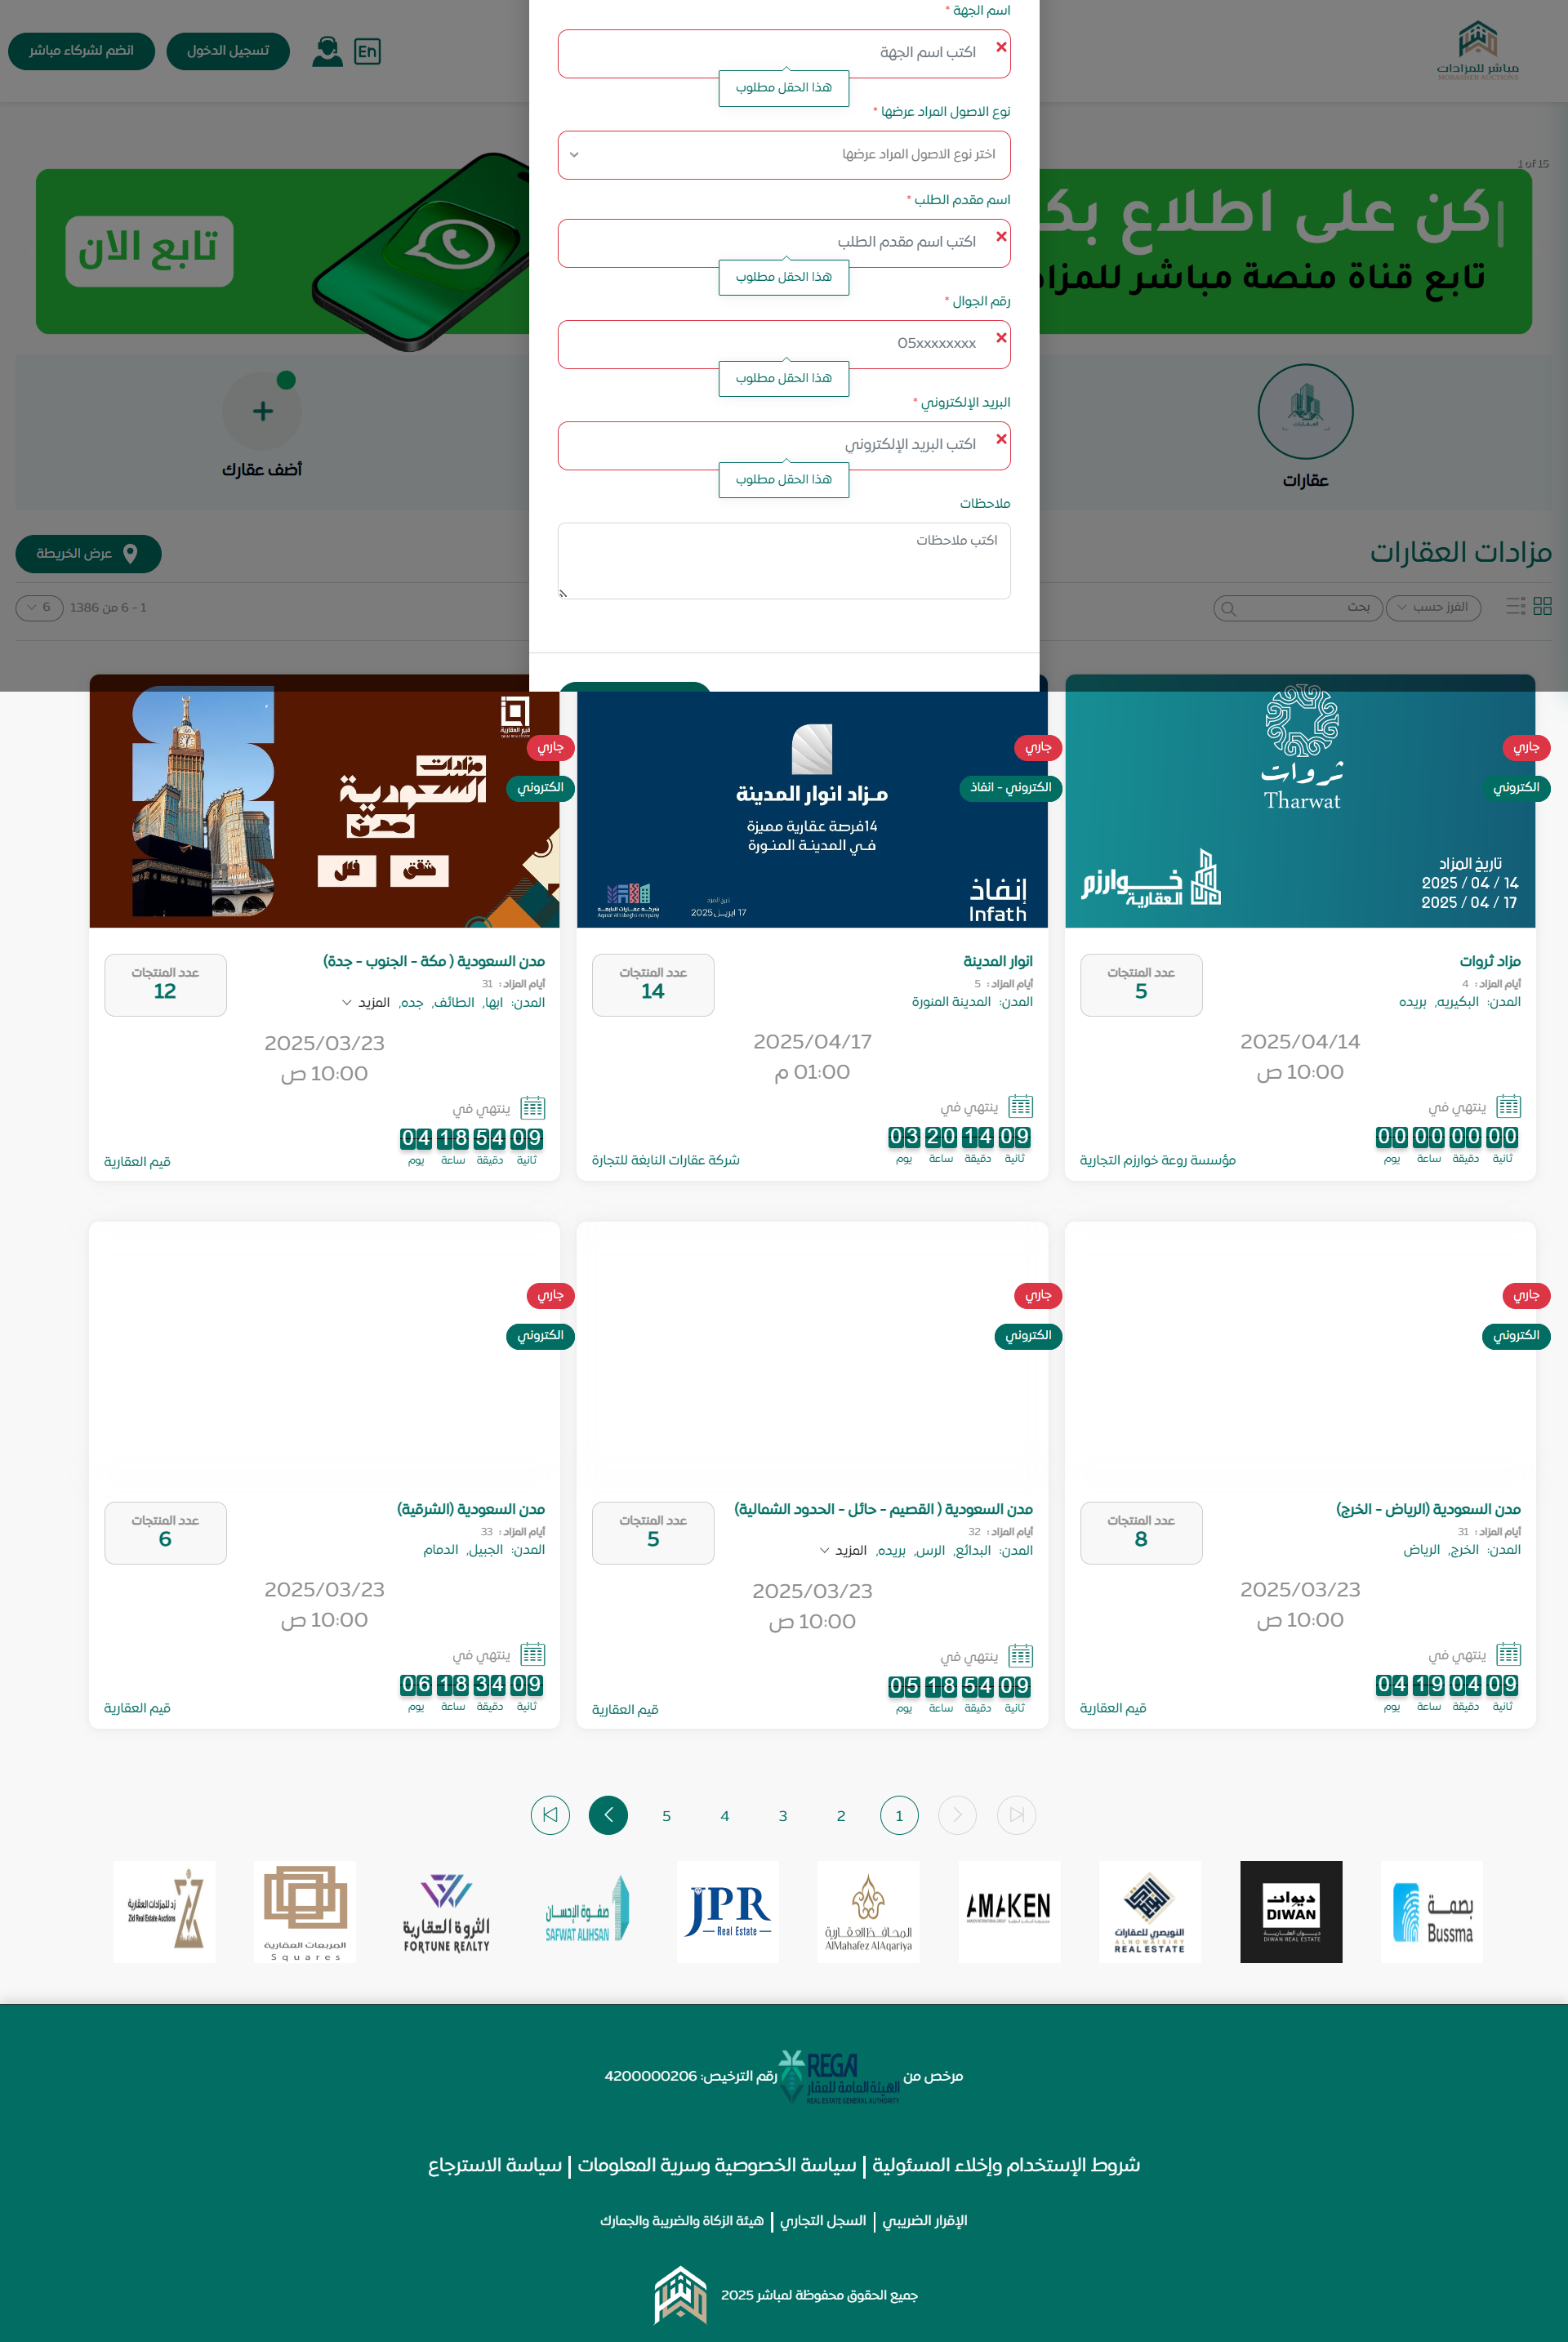 مباشر للمزادات
MOBASHER AUCTIONS
En
تسجيل الدخول
انضم لشركاء مباشر
اسم الجهة *
اكتب اسم الجهة
هذا الحقل مطلوب
نوع الاصول المراد عرضها *
اختر نوع الاصول المراد عرضها
اسم مقدم الطلب *
اكتب اسم مقدم الطلب
هذا الحقل مطلوب
رقم الجوال *
05xxxxxxxx
هذا الحقل مطلوب
البريد الإلكتروني *
اكتب البريد الإلكتروني
هذا الحقل مطلوب
ملاحظات
اكتب ملاحظات
1 of 15
كن على اطلاع بك
تابع قناة منصة مباشر للمزاد
تابع الان
عقارات
أضف عقارك
مزادات العقارات
عرض الخريطة
الفرز حسب
بحث
1 - 6 من 1386
6
جاري
الكتروني
ثروات
Tharwat
خوارزم
العقارية
تاريخ المزاد
2025 / 04 / 14
2025 / 04 / 17
مزاد ثروات
أيام المزاد : 4
المدن: البكيريه, بريده
عدد المنتجات
5
2025/04/14
10:00 ص
ينتهي في
00 00 00 00
يوم ساعة دقيقة ثانية
مؤسسة روعة خوارزم التجارية
جاري
الكتروني - انفاذ
مـزاد انوار المدينة
14فرصة عقارية مميزة
فـي المدينـة المنـورة
إنفاذ
Infath
17 ابريـل,2025
انوار المدينة
أيام المزاد : 5
المدن: المدينة المنورة
عدد المنتجات
14
2025/04/17
01:00 م
ينتهي في
03 20 14 09
يوم ساعة دقيقة ثانية
شركة عقارات النابغة للتجارة
جاري
الكتروني
مزادات
السعودية
مدن
شقق
فلل
مدن السعودية ( مكة - الجنوب - جدة)
أيام المزاد : 31
المدن: ابها, الطائف, جده, المزيد
عدد المنتجات
12
2025/03/23
10:00 ص
ينتهي في
04 18 54 09
يوم ساعة دقيقة ثانية
قيم العقارية
جاري
الكتروني
مدن السعودية (الرياض - الخرج)
أيام المزاد : 31
المدن: الخرج, الرياض
عدد المنتجات
8
2025/03/23
10:00 ص
ينتهي في
04 19 04 09
يوم ساعة دقيقة ثانية
قيم العقارية
جاري
الكتروني
مدن السعودية ( القصيم - حائل - الحدود الشمالية)
أيام المزاد : 32
المدن: البدائع, الرس, بريده, المزيد
عدد المنتجات
5
2025/03/23
10:00 ص
ينتهي في
05 18 54 09
يوم ساعة دقيقة ثانية
قيم العقارية
جاري
الكتروني
مدن السعودية (الشرقية)
أيام المزاد : 33
المدن: الجبيل, الدمام
عدد المنتجات
6
2025/03/23
10:00 ص
ينتهي في
06 18 34 09
يوم ساعة دقيقة ثانية
قيم العقارية
1 2 3 4 5
بصمة
Bussma
ديوان
DIWAN
DIWAN REAL ESTATE
النويصري للعقارات
ALNOWAISIRY
REAL ESTATE
AMAKEN
المحافظ العقارية
AlMahafez AlAqariya
JPR
Real Estate
صفوة الإحسان
SAFWAT ALIHSAN
الثروة العقارية
FORTUNE REALTY
المربعات العقارية
Squares
زد للمزادات العقارية
Zid Real Estate Auctions
مرخص من
REGA
الهيئة العامة للعقار
REAL ESTATE GENERAL AUTHORITY
رقم الترخيص: 4200000206
شروط الإستخدام وإخلاء المسئولية | سياسة الخصوصية وسرية المعلومات | سياسة الاسترجاع
الإقرار الضريبي | السجل التجاري | هيئة الزكاة والضريبة والجمارك
جميع الحقوق محفوظة لمباشر 2025